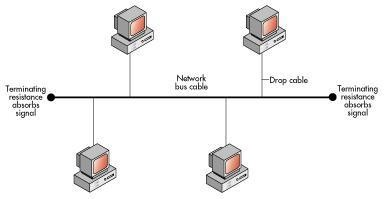 Network
bus cable
Drop cable
Terminating
resistance
absorbs
signal
Terminating
resistance
absorbs
signal